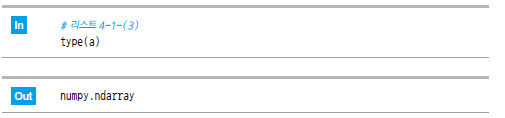 In
# 리스트 4-1-(3)
type(a)
Out
numpy.ndarray